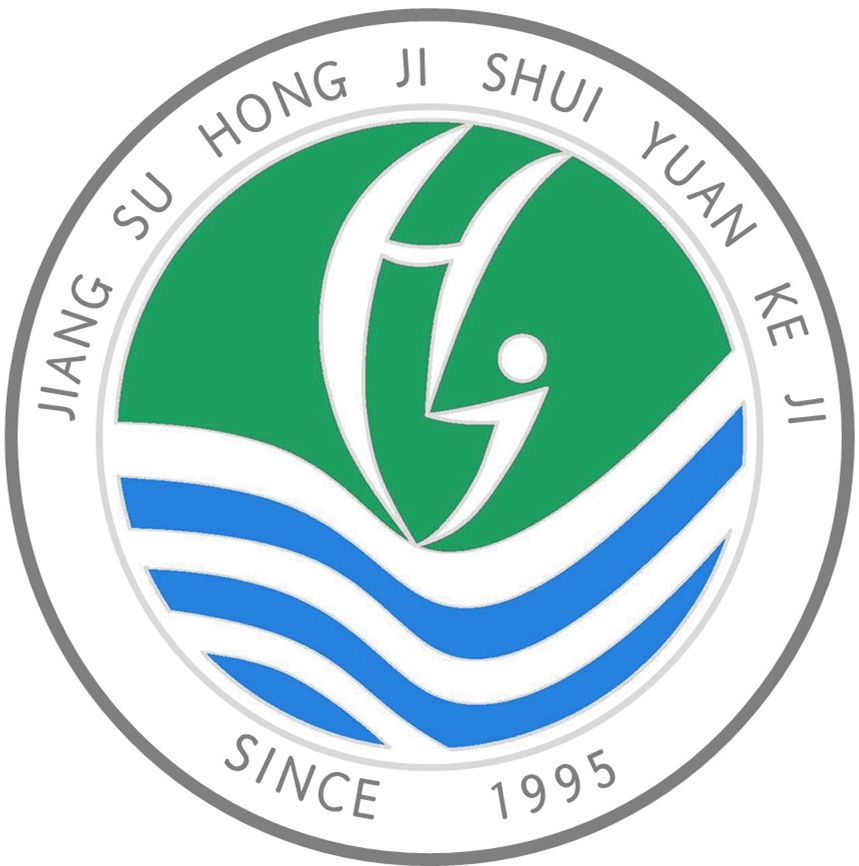 JIANG SU HONG JI SHUI YUAN KE JI
SINCE 1995